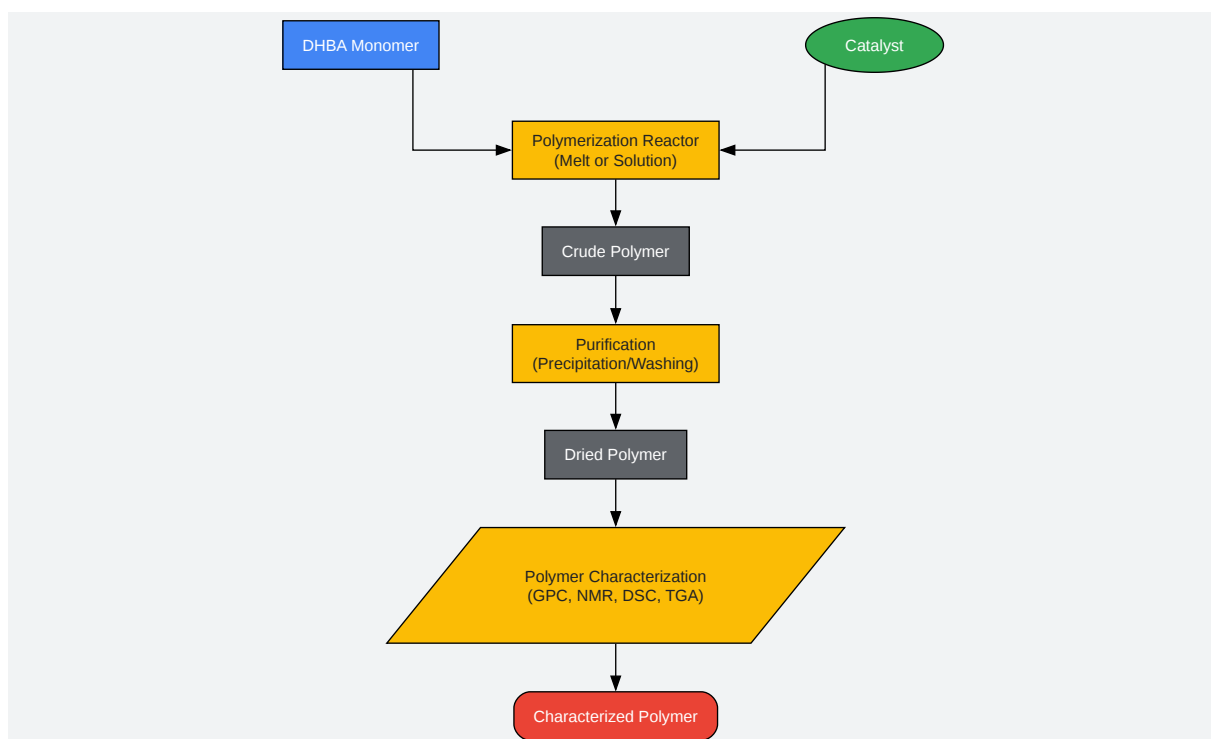 DHBA Monomer
Catalyst
Polymerization Reactor
(Melt or Solution)
Crude Polymer
Purification
(Precipitation/Washing)
Dried Polymer
Polymer Characterization
(GPC, NMR, DSC, TGA)
Characterized Polymer